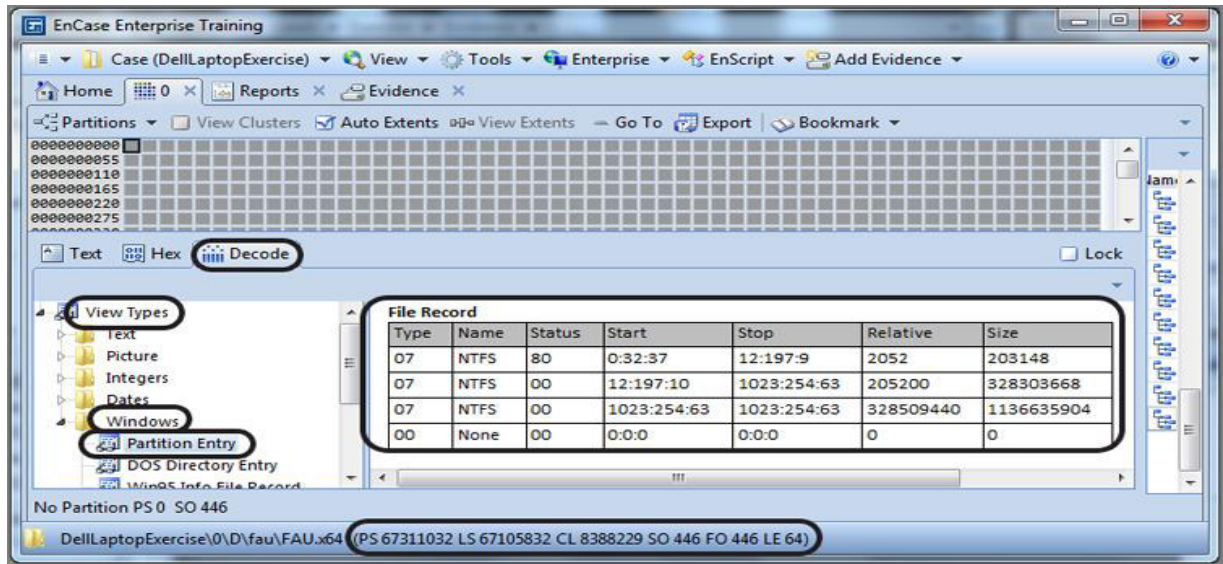 EnCase Enterprise Training
Case (DellLaptopExercise) View Tools Enterprise EnScript Add Evidence
Home 0 Reports Evidence
Partitions View Clusters Auto Extents View Extents Go To Export Bookmark
0000000000
0000000055
0000000110
0000000165
0000000220
0000000275
Name
Text Hex Decode Lock
View Types
Text
Picture
Integers
Dates
Windows
Partition Entry
DOS Directory Entry
Win95 Info File Record
File Record
Type Name Status Start Stop Relative Size
07 NTFS 80 0:32:37 12:197:9 2052 203148
07 NTFS 00 12:197:10 1023:254:63 205200 328303668
07 NTFS 00 1023:254:63 1023:254:63 328509440 1136635904
00 None 00 0:0:0 0:0:0 0 0
No Partition PS 0 SO 446
DellLaptopExercise\0\D\fau\FAU.x64 (PS 67311032 LS 67105832 CL 8388229 SO 446 FO 446 LE 64)